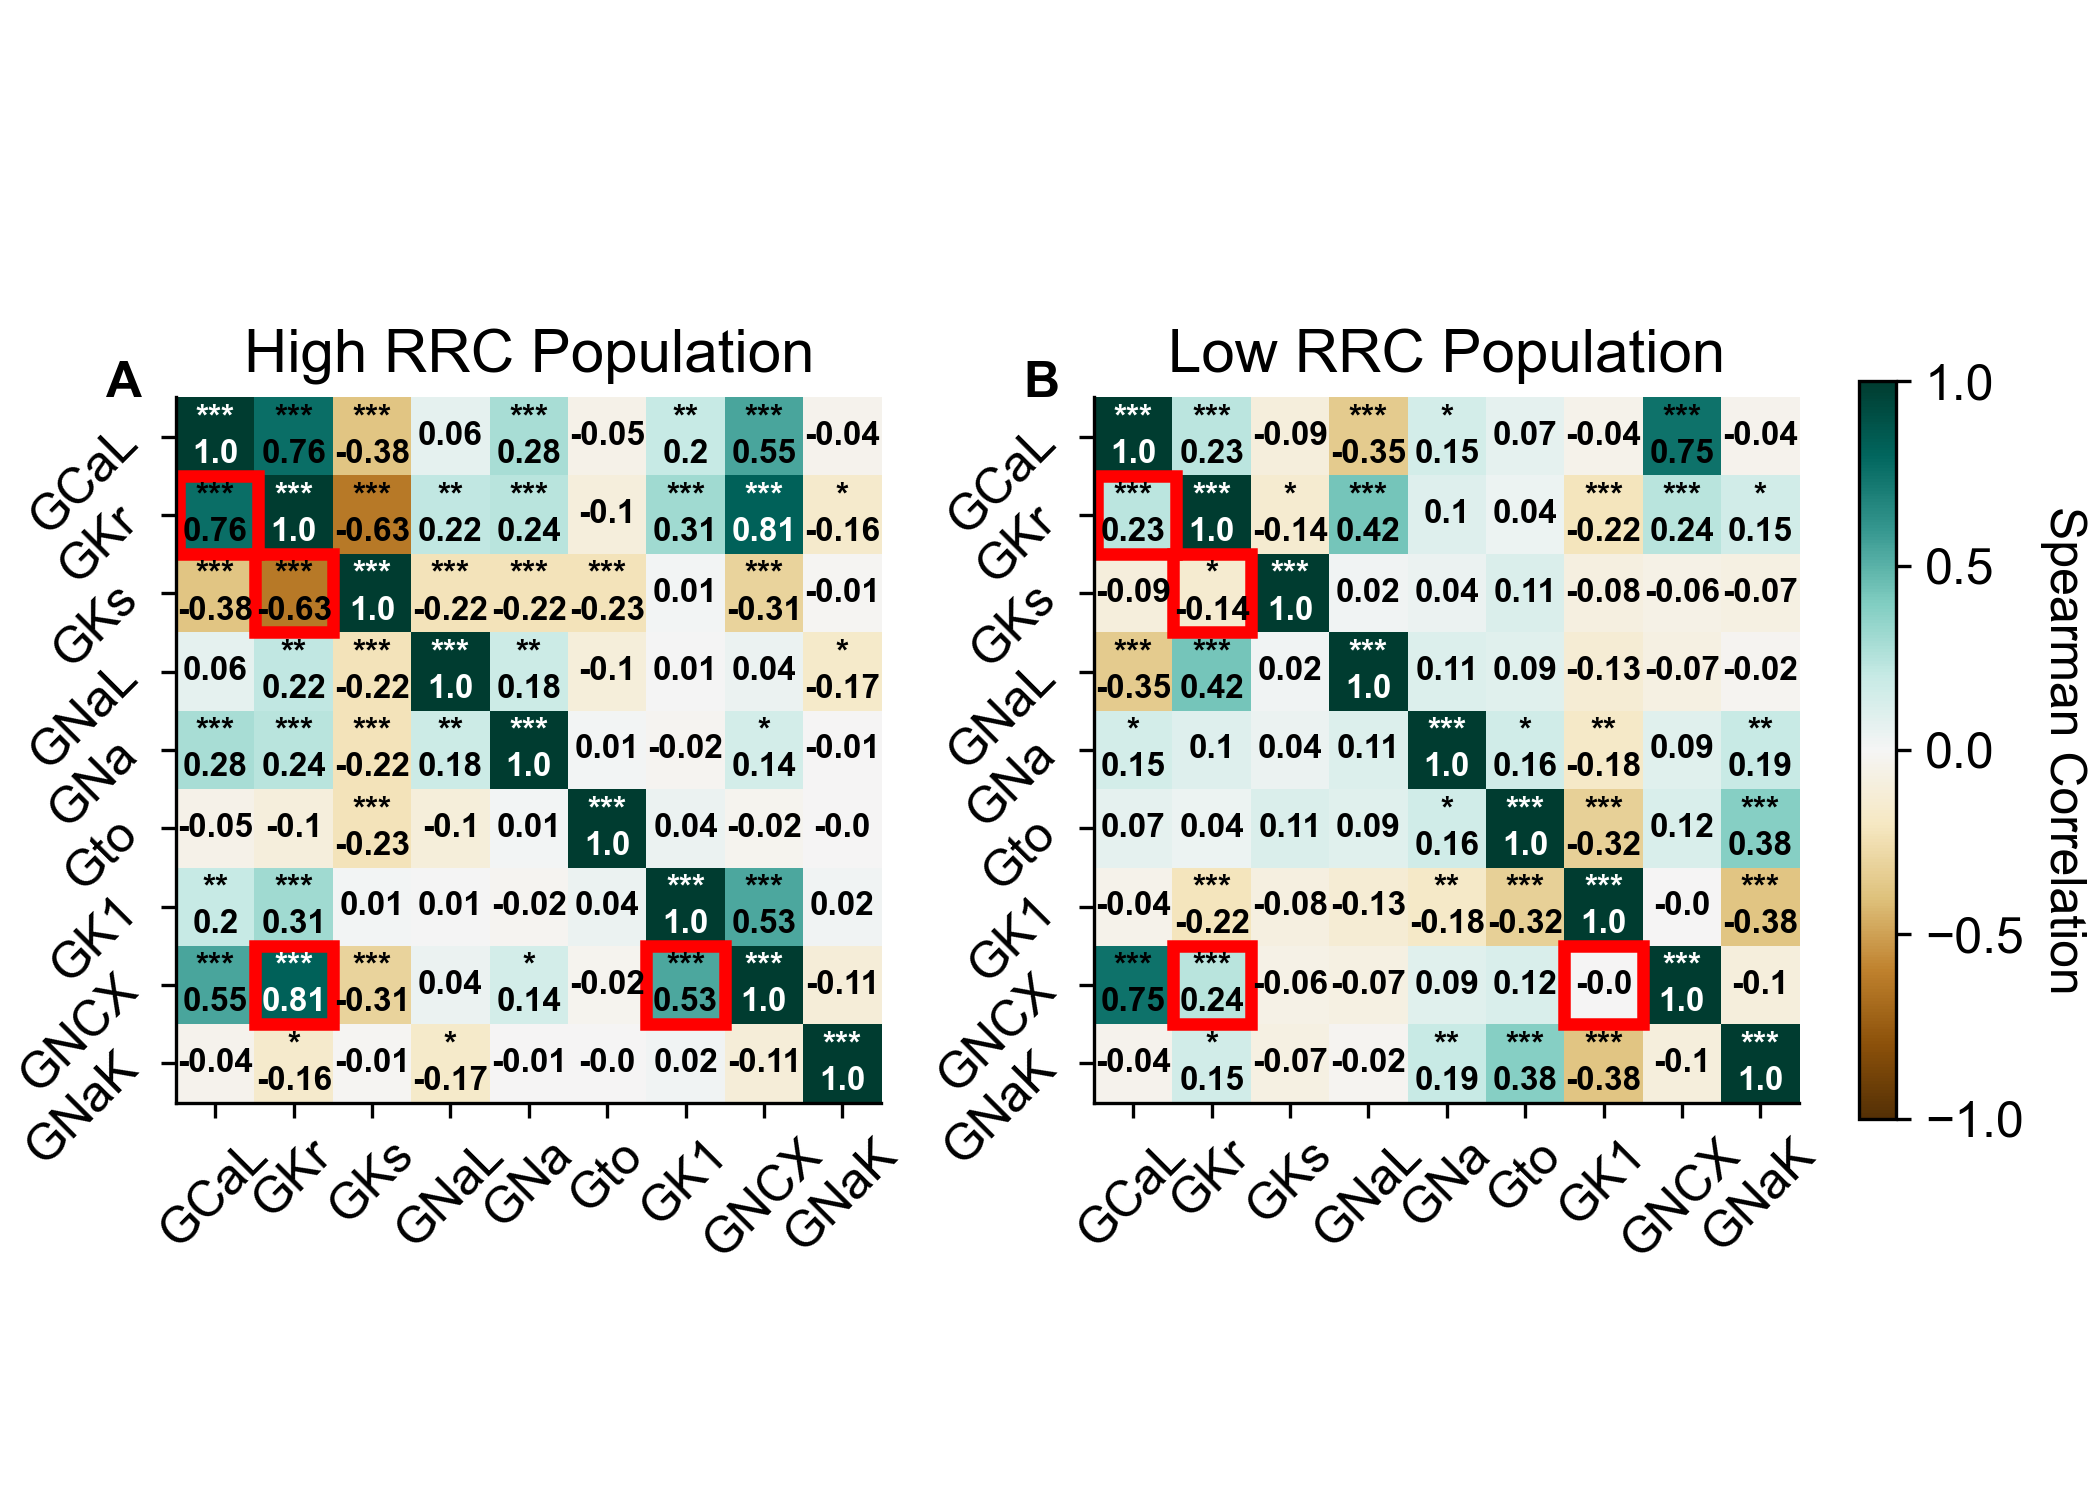 High RRC Population
Low RRC Population
A
B
*** *** *** *** ** ***
1.0 0.76 -0.38 0.06 0.28 -0.05 0.2 0.55 -0.04
*** *** *** ** *** *** *** *
0.76 1.0 -0.63 0.22 0.24 -0.1 0.31 0.81 -0.16
*** *** *** *** *** *** ***
-0.38 -0.63 1.0 -0.22 -0.22 -0.23 0.01 -0.31 -0.01
** *** *** ** *
0.06 0.22 -0.22 1.0 0.18 -0.1 0.01 0.04 -0.17
*** *** *** ** *** *
0.28 0.24 -0.22 0.18 1.0 0.01 -0.02 0.14 -0.01
*** ***
-0.05 -0.1 -0.23 -0.1 0.01 1.0 0.04 -0.02 -0.0
** *** *** ***
0.2 0.31 0.01 0.01 -0.02 0.04 1.0 0.53 0.02
*** *** *** * *** ***
0.55 0.81 -0.31 0.04 0.14 -0.02 0.53 1.0 -0.11
* * ***
-0.04 -0.16 -0.01 -0.17 -0.01 -0.0 0.02 -0.11 1.0
GCaL
GKr
GKs
GNaL
GNa
Gto
GK1
GNCX
GNaK
GCaL GKr GKs GNaL GNa Gto GK1 GNCX GNaK
*** *** *** * ***
1.0 0.23 -0.09 -0.35 0.15 0.07 -0.04 0.75 -0.04
*** *** * *** *** *** *
0.23 1.0 -0.14 0.42 0.1 0.04 -0.22 0.24 0.15
* ***
-0.09 -0.14 1.0 0.02 0.04 0.11 -0.08 -0.06 -0.07
*** *** ***
-0.35 0.42 0.02 1.0 0.11 0.09 -0.13 -0.07 -0.02
* *** * ** **
0.15 0.1 0.04 0.11 1.0 0.16 -0.18 0.09 0.19
* *** *** ***
0.07 0.04 0.11 0.09 0.16 1.0 -0.32 0.12 0.38
*** ** *** *** ***
-0.04 -0.22 -0.08 -0.13 -0.18 -0.32 1.0 -0.0 -0.38
*** *** ***
0.75 0.24 -0.06 -0.07 0.09 0.12 -0.0 1.0 -0.1
* ** *** *** ***
-0.04 0.15 -0.07 -0.02 0.19 0.38 -0.38 -0.1 1.0
GCaL
GKr
GKs
GNaL
GNa
Gto
GK1
GNCX
GNaK
GCaL GKr GKs GNaL GNa Gto GK1 GNCX GNaK
1.0
0.5
0.0
−0.5
−1.0
Spearman Correlation